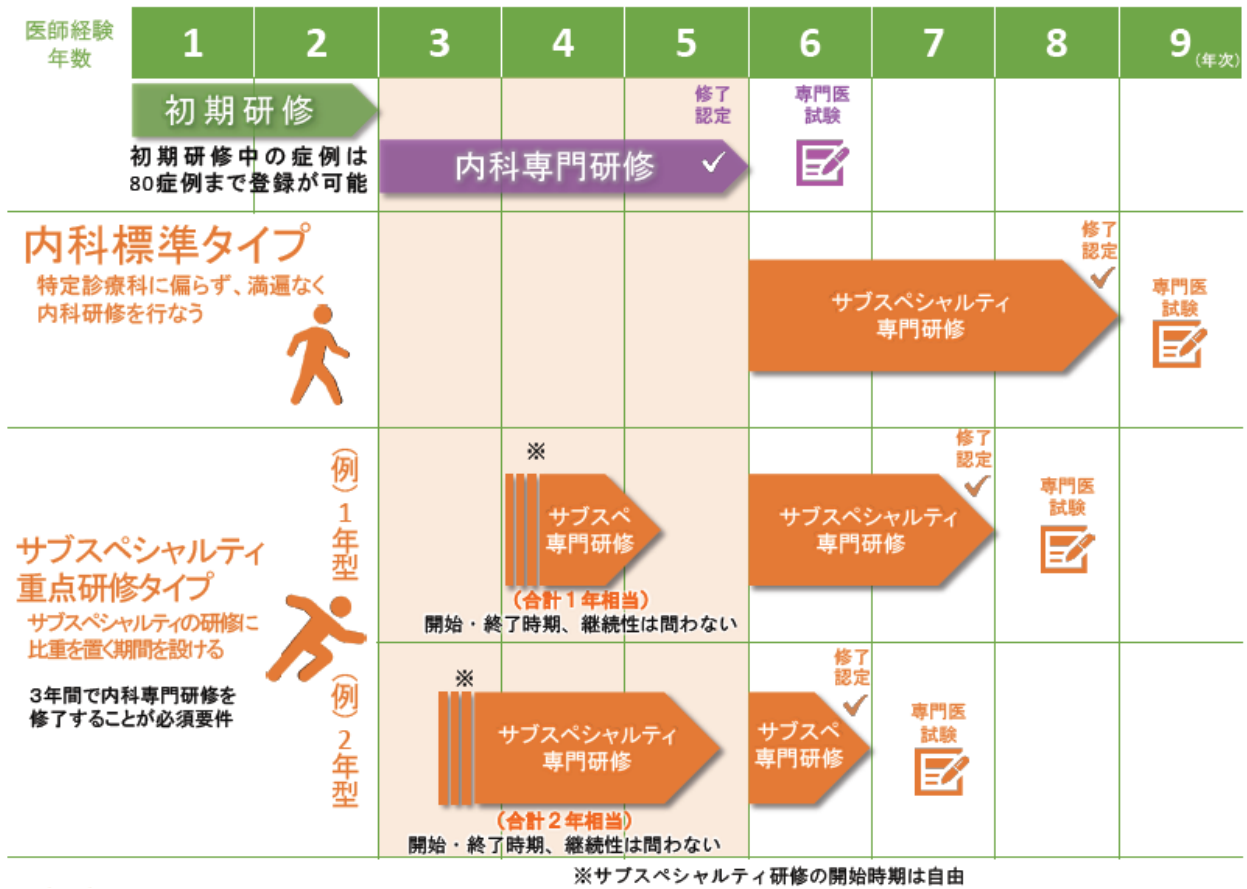 医師経験
年数
1 2 3 4 5 6 7 8 9(年次)
初期研修
初期研修中の症例は
80症例まで登録が可能
修了
認定
内科専門研修
専門医
試験
内科標準タイプ
特定診療科に偏らず、満遍なく
内科研修を行なう
サブスペシャルティ
専門研修
修了
認定
専門医
試験
サブスペシャルティ
重点研修タイプ
サブスペシャルティの研修に
比重を置く期間を設ける
3年間で内科専門研修を
修了することが必須要件
(例)1年型
※
サブスペ
専門研修
(合計1年相当)
開始・終了時期、継続性は問わない
サブスペシャルティ
専門研修
修了
認定
専門医
試験
(例)2年型
※
サブスペシャルティ
専門研修
(合計2年相当)
開始・終了時期、継続性は問わない
サブスペ
専門研修
修了
認定
専門医
試験
※サブスペシャルティ研修の開始時期は自由